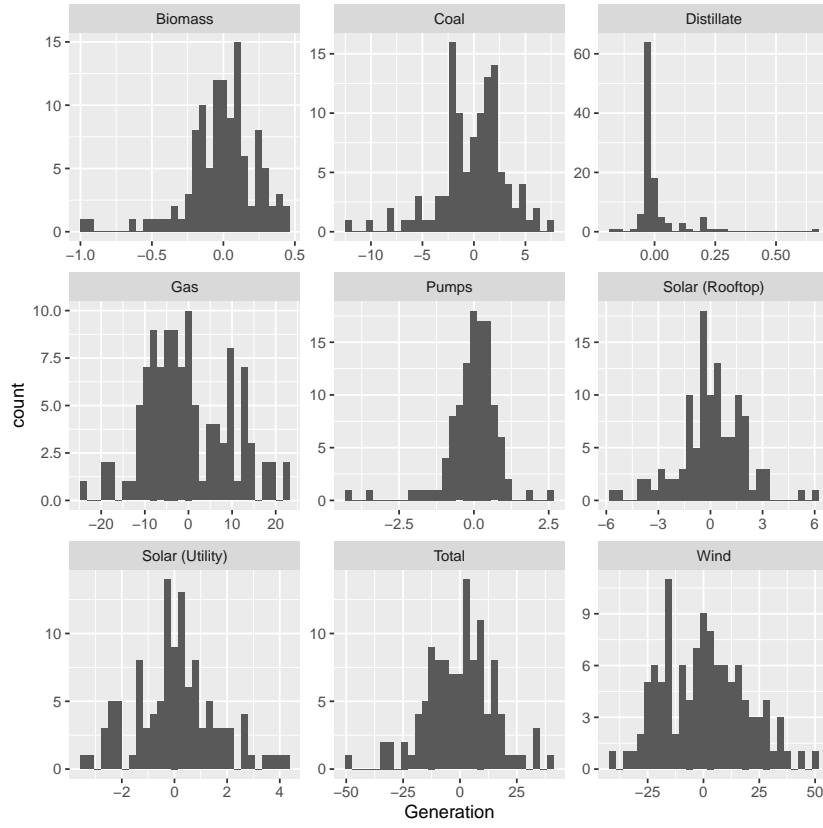 Biomass
Coal
Distillate
15
10
5
0
−1.0 −0.5 0.0 0.5
15
10
5
0
−10 −5 0 5
60
40
20
0
0.00 0.25 0.50
Gas
Pumps
Solar (Rooftop)
10.0
7.5
5.0
2.5
0.0
−20 −10 0 10 20
15
10
5
0
−2.5 0.0 2.5
15
10
5
0
−6 −3 0 3 6
Solar (Utility)
Total
Wind
10
5
0
−2 0 2 4
10
5
0
−50 −25 0 25
9
6
3
0
−25 0 25 50
count
Generation